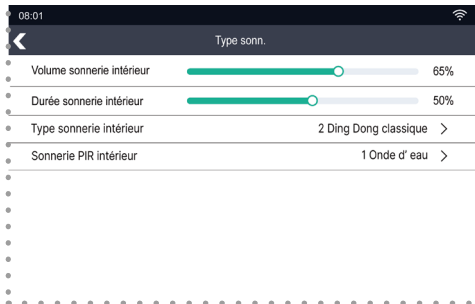 08:01
Type sonn.
Volume sonnerie intérieur 65%
Durée sonnerie intérieur 50%
Type sonnerie intérieur 2 Ding Dong classique >
Sonnerie PIR intérieur 1 Onde d' eau >